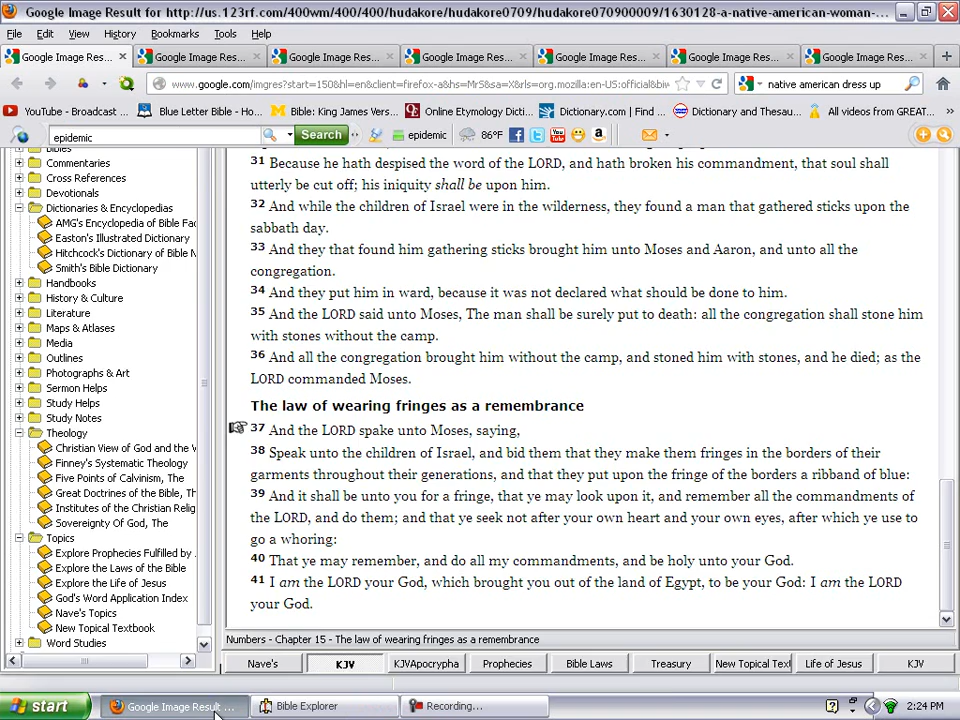 Google Image Result for http://us.123rf.com/400wm/400/400/hudakore/hudakore0709/hudakore070900009/1630128-a-native-american-woman-...
File Edit View History Bookmarks Tools Help
Google Image Resul... Google Image Res... Google Image Res... Google Image Res... Google Image Res... Google Image Res... Google Image Res...
www.google.com/imgres?start=150&hl=en&client=firefox-a&hs=MrS&sa=X&rls=org.mozilla:en-US:official&biw native american dress up
YouTube - Broadcast ... Blue Letter Bible - Ho... Bible: King James Vers... Online Etymology Dicti... Dictionary.com | Find ... Dictionary and Thesau... All videos from GREAT...
epidemic Search epidemic 86°F
Bibles
Commentaries
Cross References
Devotionals
Dictionaries & Encyclopedias
AMG's Encyclopedia of Bible Fac
Easton's Illustrated Dictionary
Hitchcock's Dictionary of Bible N
Smith's Bible Dictionary
Handbooks
History & Culture
Literature
Maps & Atlases
Media
Outlines
Photographs & Art
Sermon Helps
Study Helps
Study Notes
Theology
Christian View of God and the V
Finney's Systematic Theology
Five Points of Calvinism, The
Great Doctrines of the Bible, Th
Institutes of the Christian Relig
Sovereignty Of God, The
Topics
Explore Prophecies Fulfilled by
Explore the Laws of the Bible
Explore the Life of Jesus
God's Word Application Index
Nave's Topics
New Topical Textbook
Word Studies
31 Because he hath despised the word of the LORD, and hath broken his commandment, that soul shall
utterly be cut off; his iniquity shall be upon him.
32 And while the children of Israel were in the wilderness, they found a man that gathered sticks upon the
sabbath day.
33 And they that found him gathering sticks brought him unto Moses and Aaron, and unto all the
congregation.
34 And they put him in ward, because it was not declared what should be done to him.
35 And the LORD said unto Moses, The man shall be surely put to death: all the congregation shall stone him
with stones without the camp.
36 And all the congregation brought him without the camp, and stoned him with stones, and he died; as the
LORD commanded Moses.
The law of wearing fringes as a remembrance
37 And the LORD spake unto Moses, saying,
38 Speak unto the children of Israel, and bid them that they make them fringes in the borders of their
garments throughout their generations, and that they put upon the fringe of the borders a ribband of blue:
39 And it shall be unto you for a fringe, that ye may look upon it, and remember all the commandments of
the LORD, and do them; and that ye seek not after your own heart and your own eyes, after which ye use to
go a whoring:
40 That ye may remember, and do all my commandments, and be holy unto your God.
41 I am the LORD your God, which brought you out of the land of Egypt, to be your God: I am the LORD
your God.
Numbers - Chapter 15 - The law of wearing fringes as a remembrance
Nave's KJV KJVApocrypha Prophecies Bible Laws Treasury New Topical Text Life of Jesus KJV
start Google Image Result ... Bible Explorer Recording... 2:24 PM